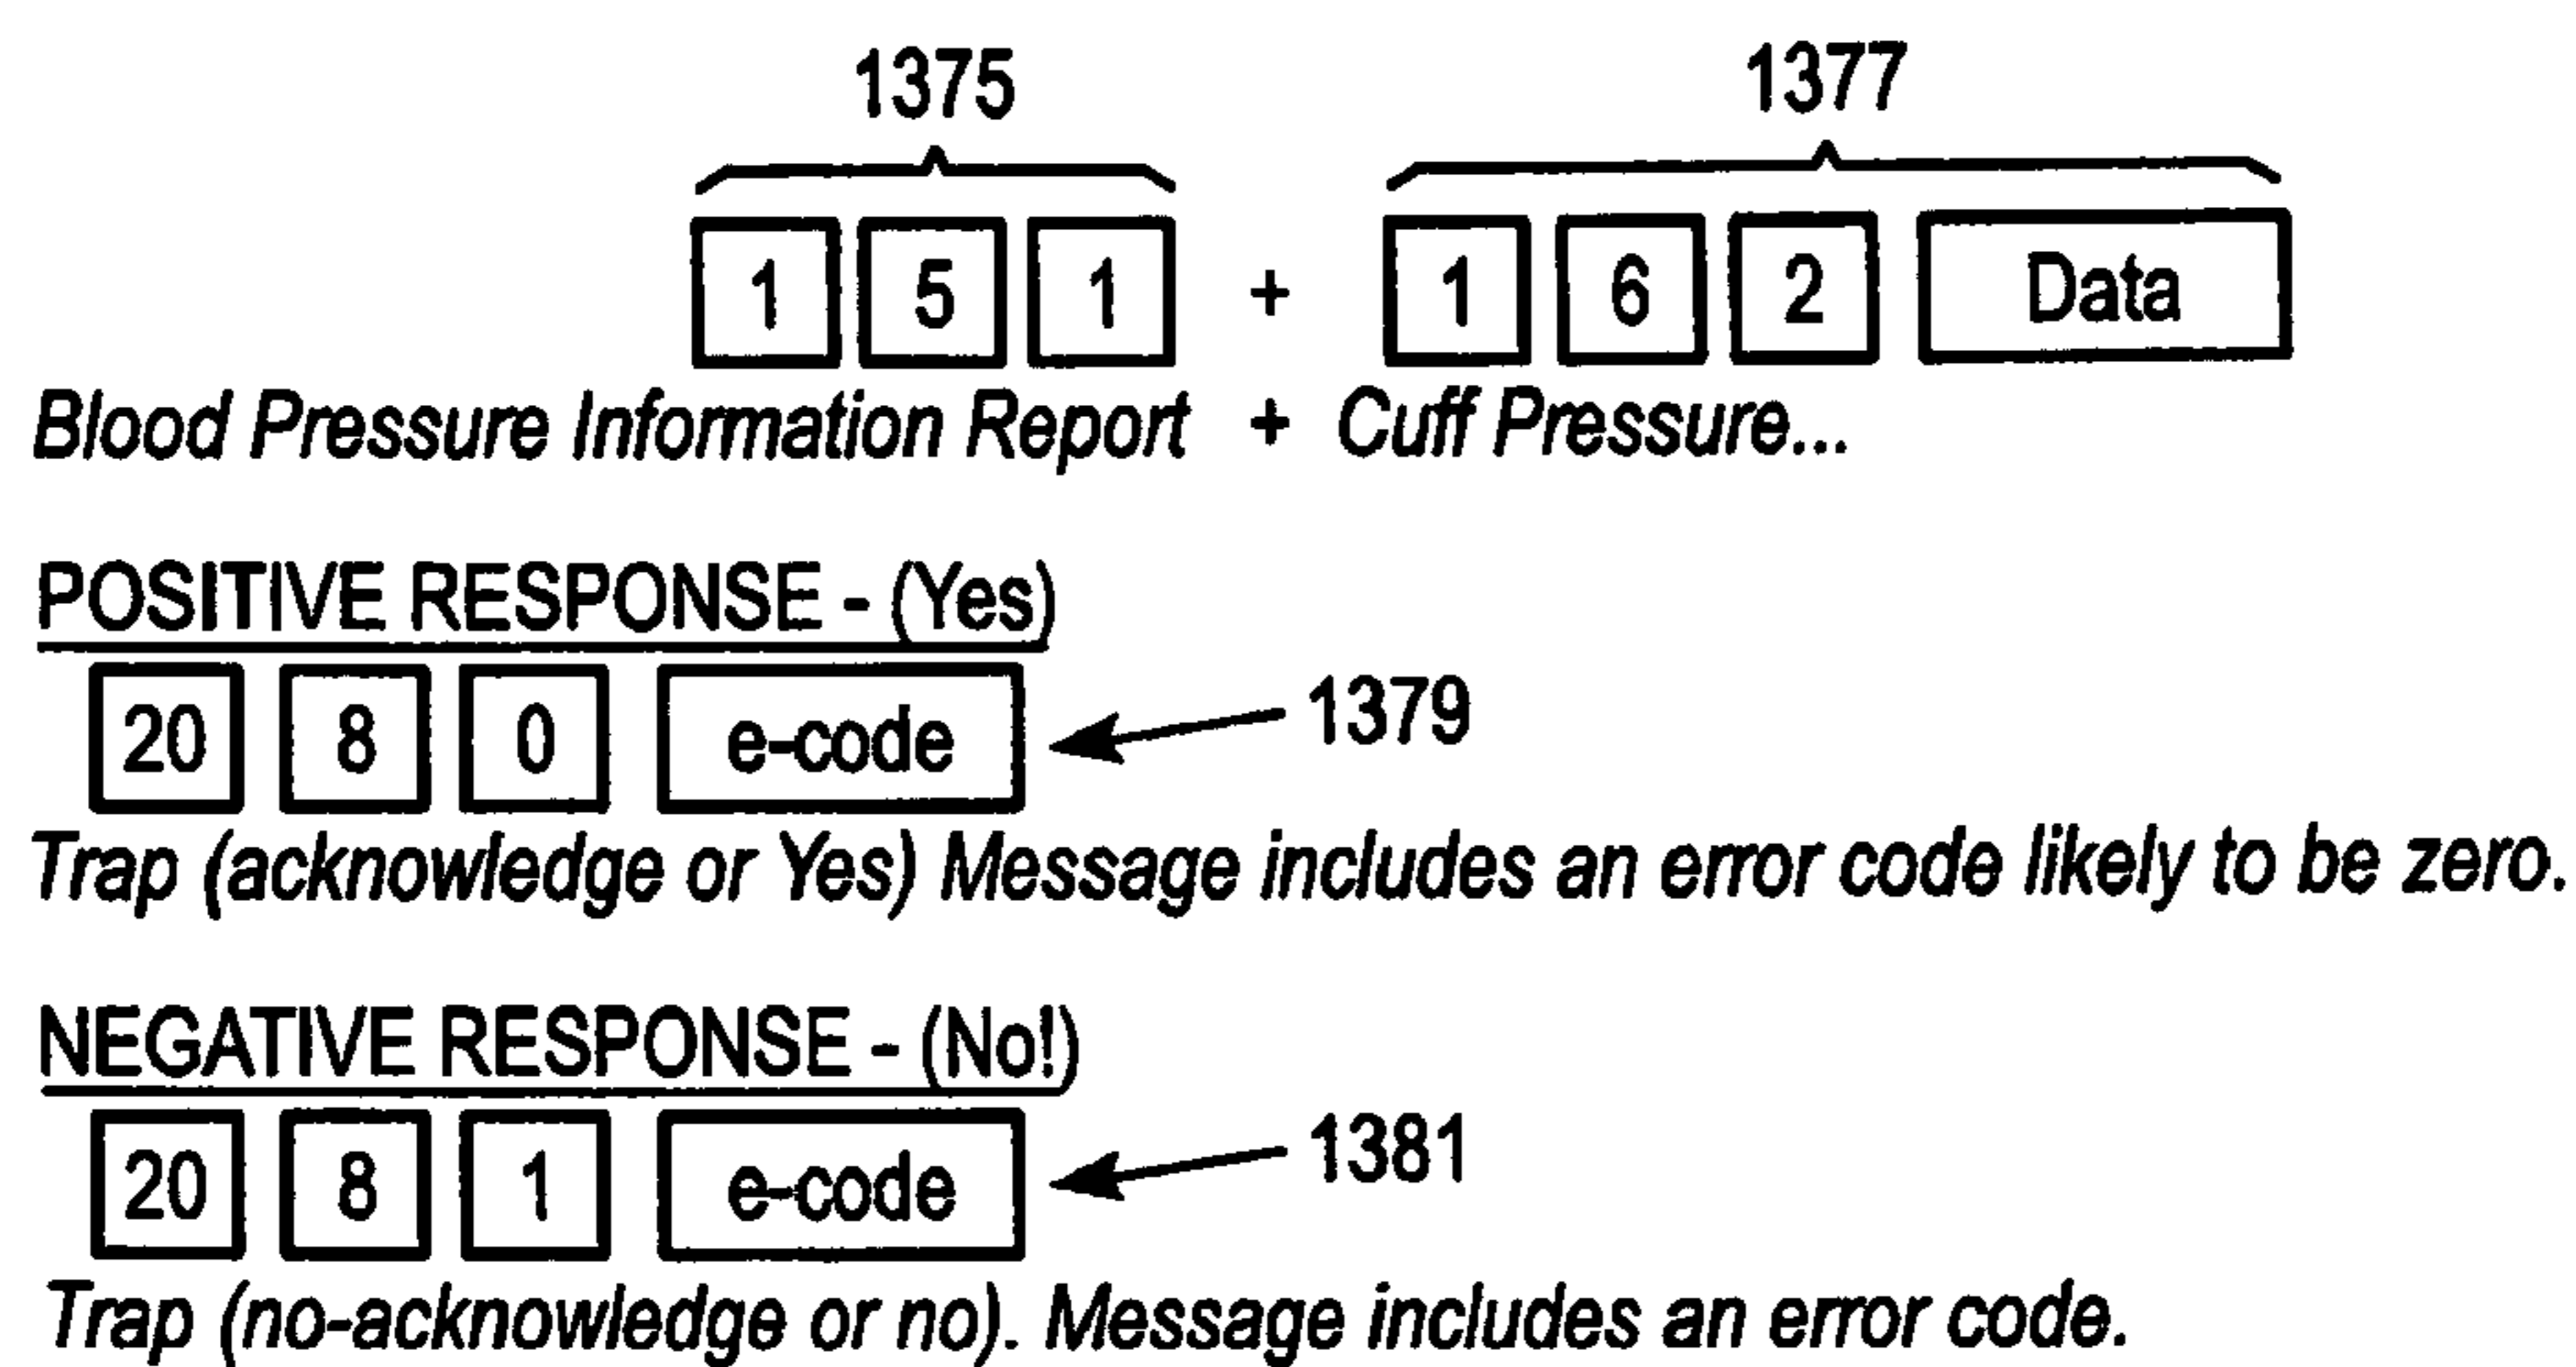 1375 1377
1 5 1 + 1 6 2 Data
Blood Pressure Information Report + Cuff Pressure...
POSITIVE RESPONSE - (Yes)
20 8 0 e-code 1379
Trap (acknowledge or Yes) Message includes an error code likely to be zero.
NEGATIVE RESPONSE - (No!)
20 8 1 e-code 1381
Trap (no-acknowledge or no). Message includes an error code.